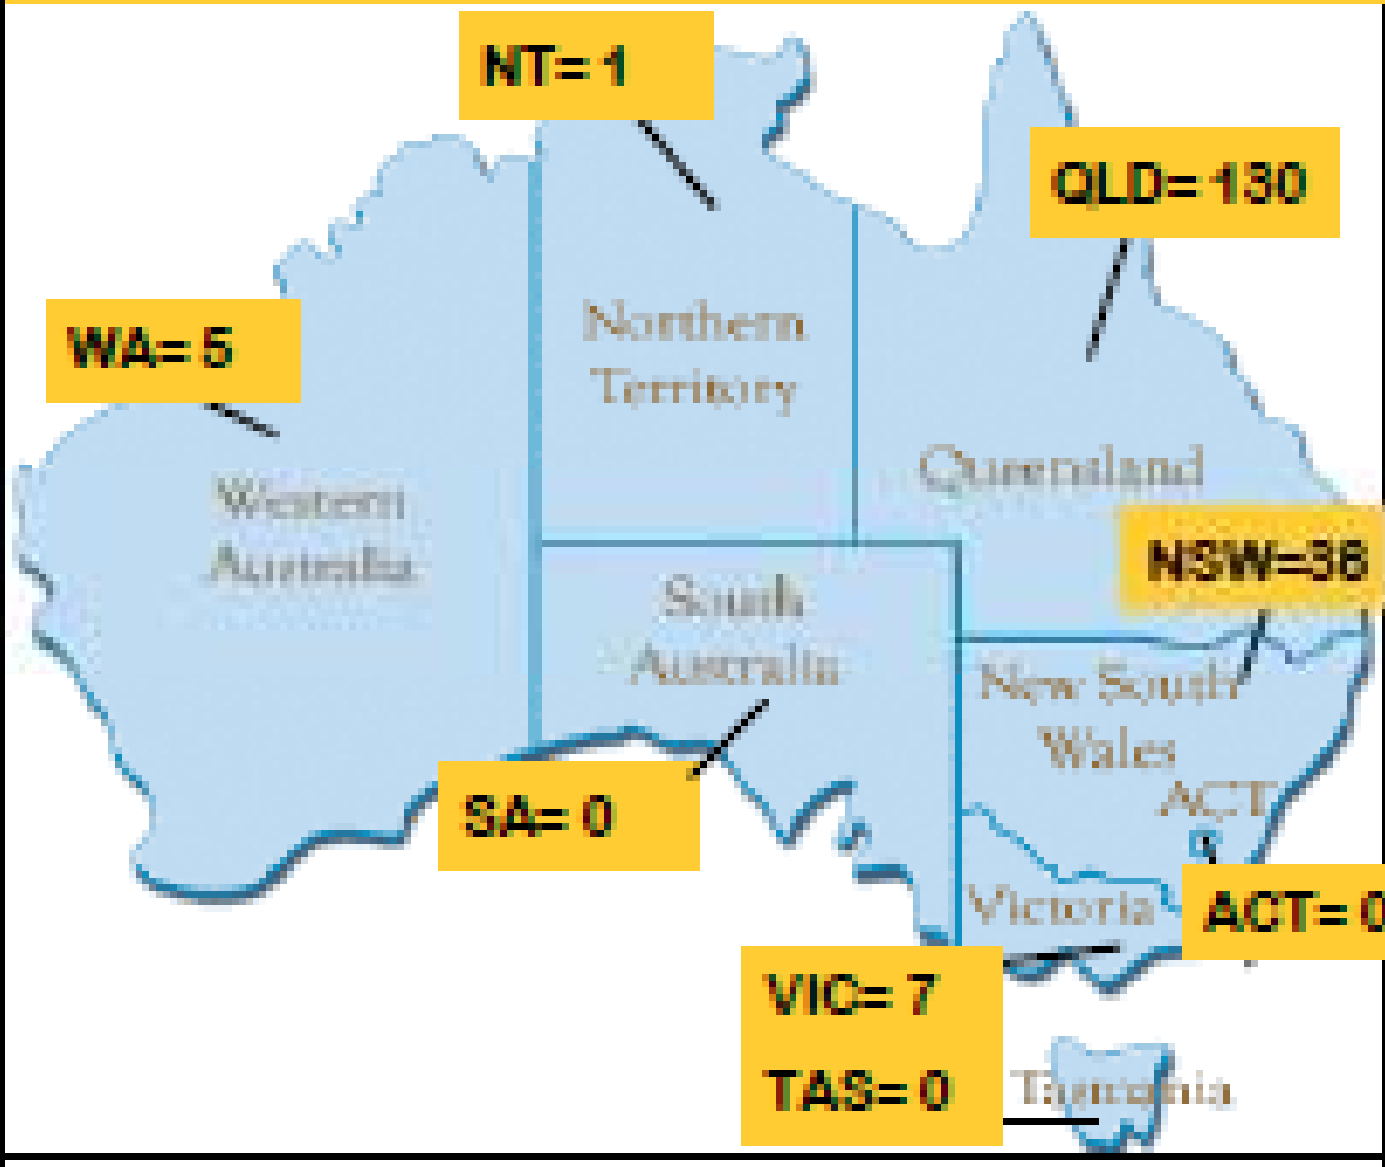 NT= 1
QLD= 130
WA= 5
Northern
Territory
Queensland
Western
Australia
NSW=38
South
Australia
New South
Wales
ACT
SA= 0
Victoria
ACT= 0
VIC= 7
TAS= 0
Tasmania